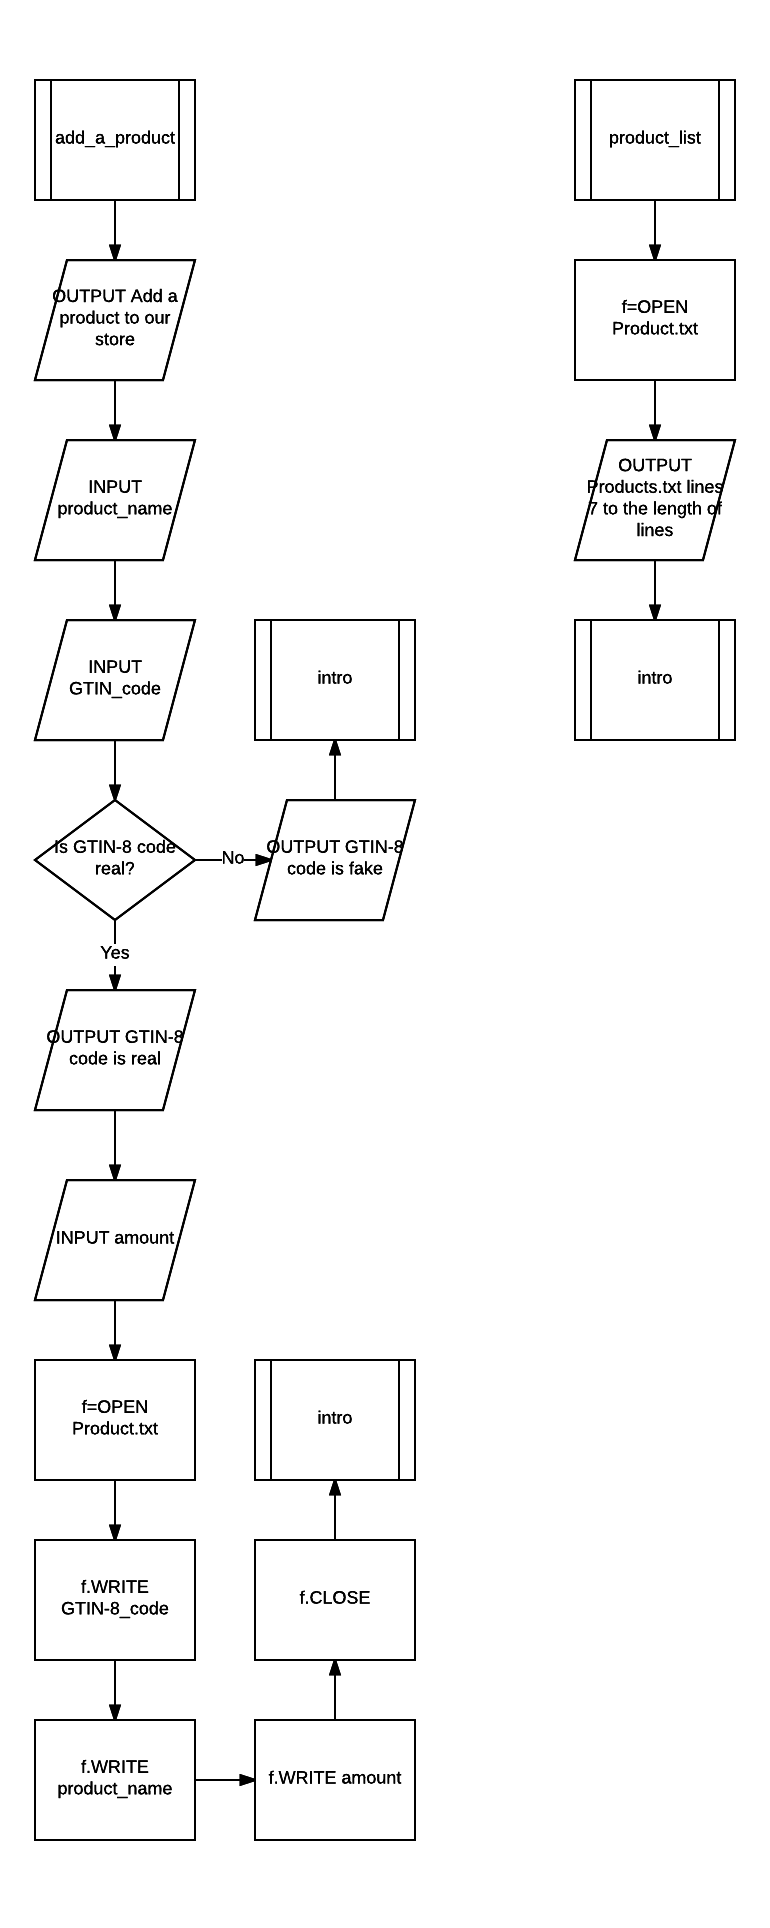 add_a_product
OUTPUT Add a
product to our
store
INPUT
product_name
INPUT
GTIN_code
Is GTIN-8 code
real?
No
OUTPUT GTIN-8
code is fake
intro
Yes
OUTPUT GTIN-8
code is real
INPUT amount
f=OPEN
Product.txt
f.WRITE
GTIN-8_code
f.WRITE
product_name
f.WRITE amount
f.CLOSE
intro
product_list
f=OPEN
Product.txt
OUTPUT
Products.txt lines
7 to the length of
lines
intro